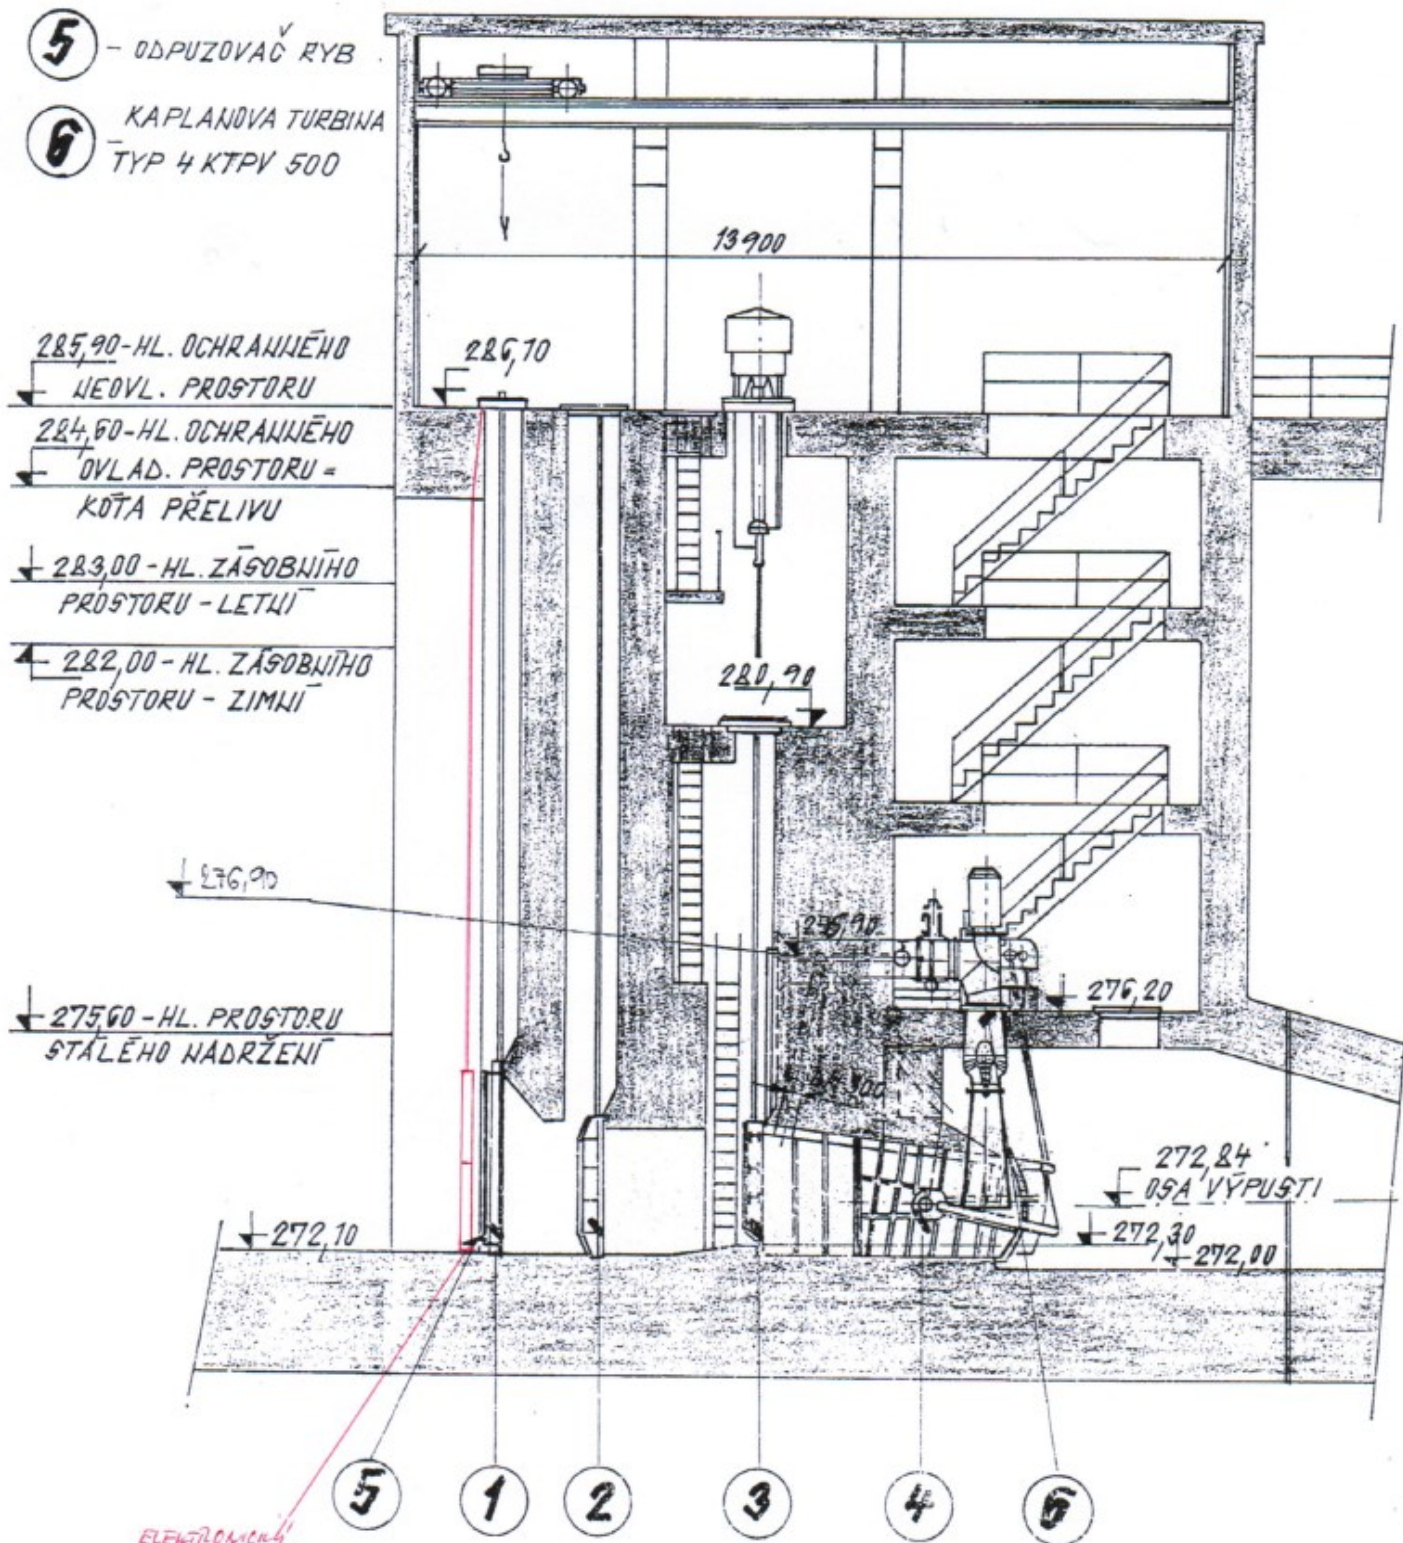 5 - ODPUZOVAČ RYB
6 - KAPLANOVA TURBINA
TYP 4 KTPV 500
13900
285,90 - HL. OCHRANNÉHO
NEOVL. PROSTORU
286,10
284,60 - HL. OCHRANNÉHO
OVLAD. PROSTORU =
KÓTA PŘELIVU
283,00 - HL. ZÁSOBNÍHO
PROSTORU - LETNÍ
282,00 - HL. ZÁSOBNÍHO
PROSTORU - ZIMNÍ
280,90
276,90
276,20
275,60 - HL. PROSTORU
STÁLÉHO NADRŽENÍ
272,84
OSA VÝPUSTI
272,10
272,30
272,00
5
1
2
3
4
6
ELEKTRONICKÝ